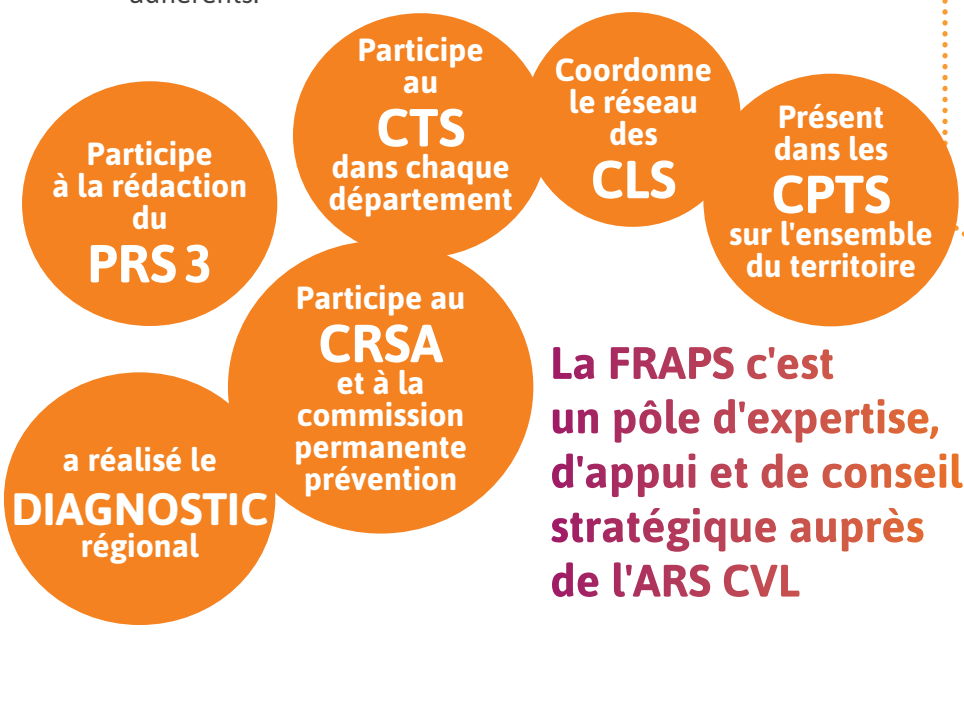 adhérents.
Participe
au
CTS
dans chaque
département
Coordonne
le réseau
des
CLS
Présent
dans les
CPTS
sur l'ensemble
du territoire
Participe
à la rédaction
du
PRS 3
Participe au
CRSA
et à la
commission
permanente
prévention
a réalisé le
DIAGNOSTIC
régional
La FRAPS c'est
un pôle d'expertise,
d'appui et de conseil
stratégique auprès
de l'ARS CVL